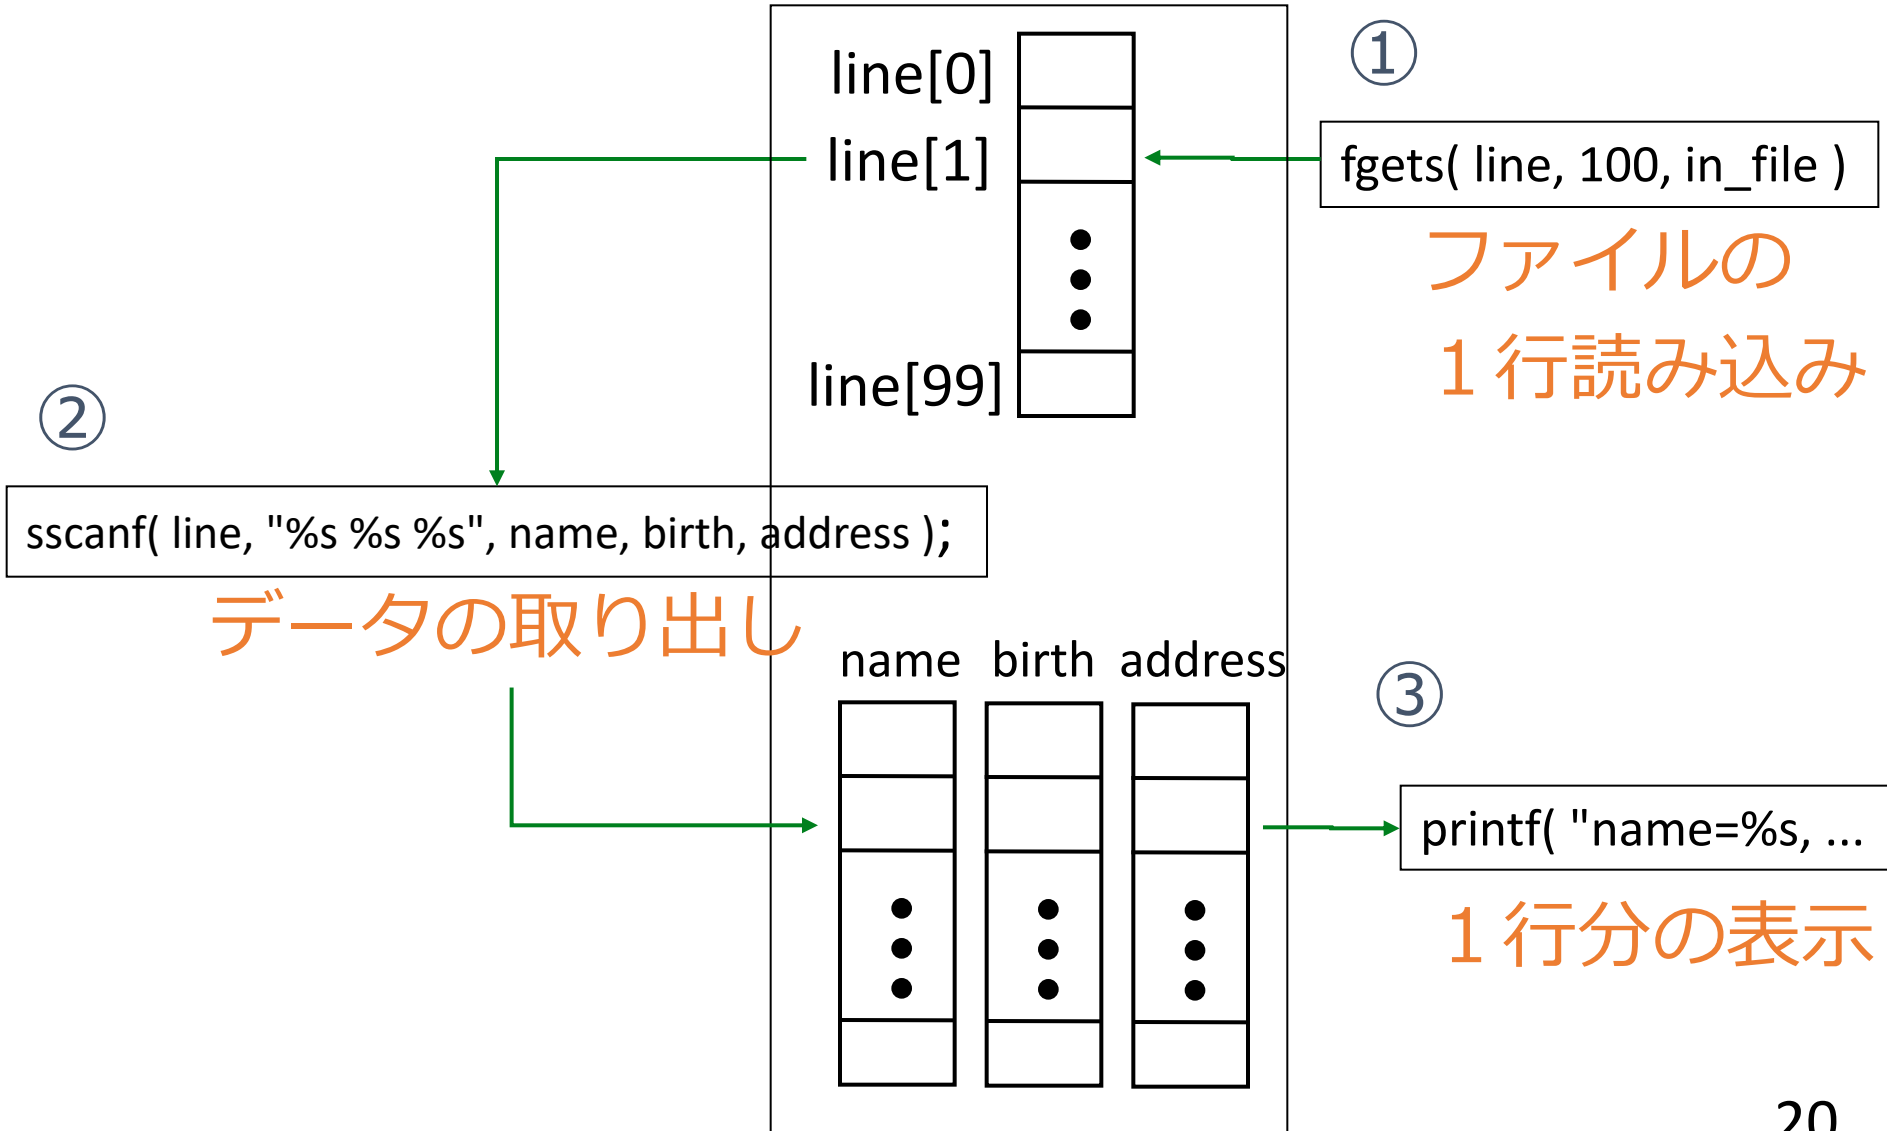 line[0]
line[1]
line[99]
①
fgets( line, 100, in_file )
ファイルの
１行読み込み
②
sscanf( line, "%s %s %s", name, birth, address );
データの取り出し
name birth address
③
printf( "name=%s, ...
１行分の表示
20